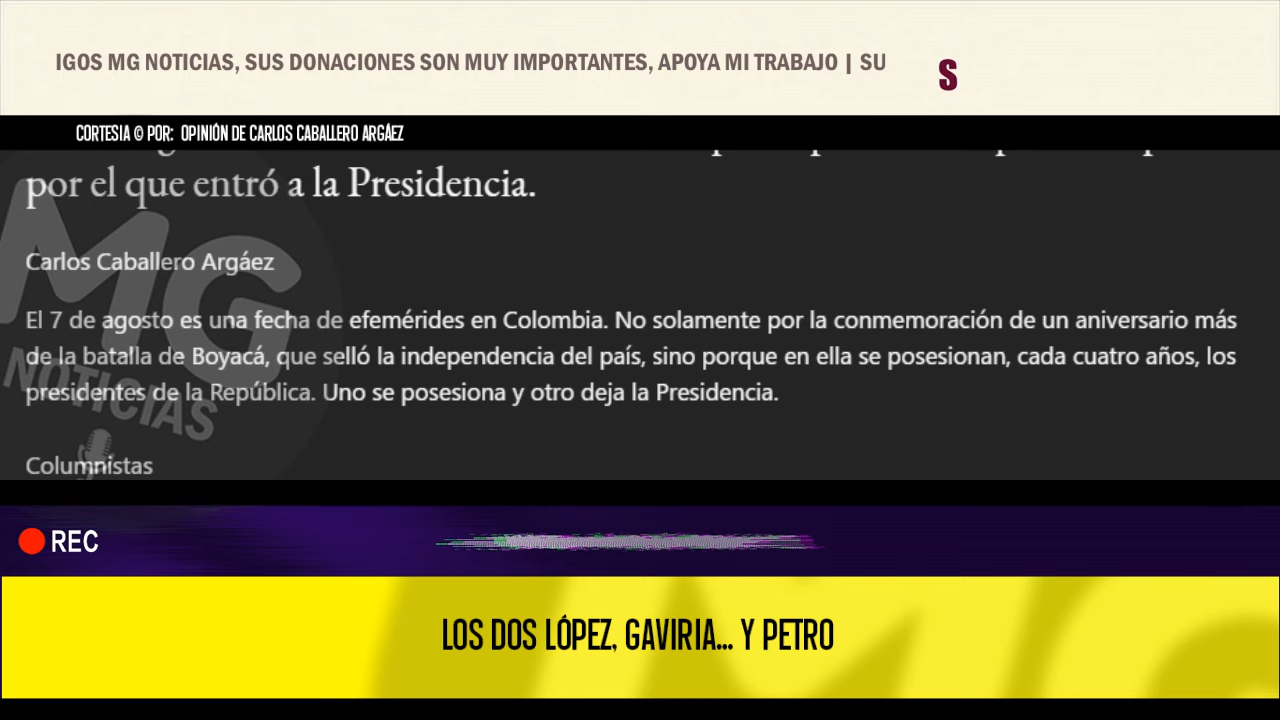 IGOS MG NOTICIAS, SUS DONACIONES SON MUY IMPORTANTES, APOYA MI TRABAJO | SU
S
CORTESIA © POR: OPINIÓN DE CARLOS CABALLERO ARGÁEZ
por el que entró a la Presidencia.
Carlos Caballero Argáez
El 7 de agosto es una fecha de efemérides en Colombia. No solamente por la conmemoración de un aniversario más
de la batalla de Boyacá, que selló la independencia del país, sino porque en ella se posesionan, cada cuatro años, los
presidentes de la República. Uno se posesiona y otro deja la Presidencia.
MG
NOTICIAS
Columnistas
REC
LOS DOS LÓPEZ, GAVIRIA... Y PETRO